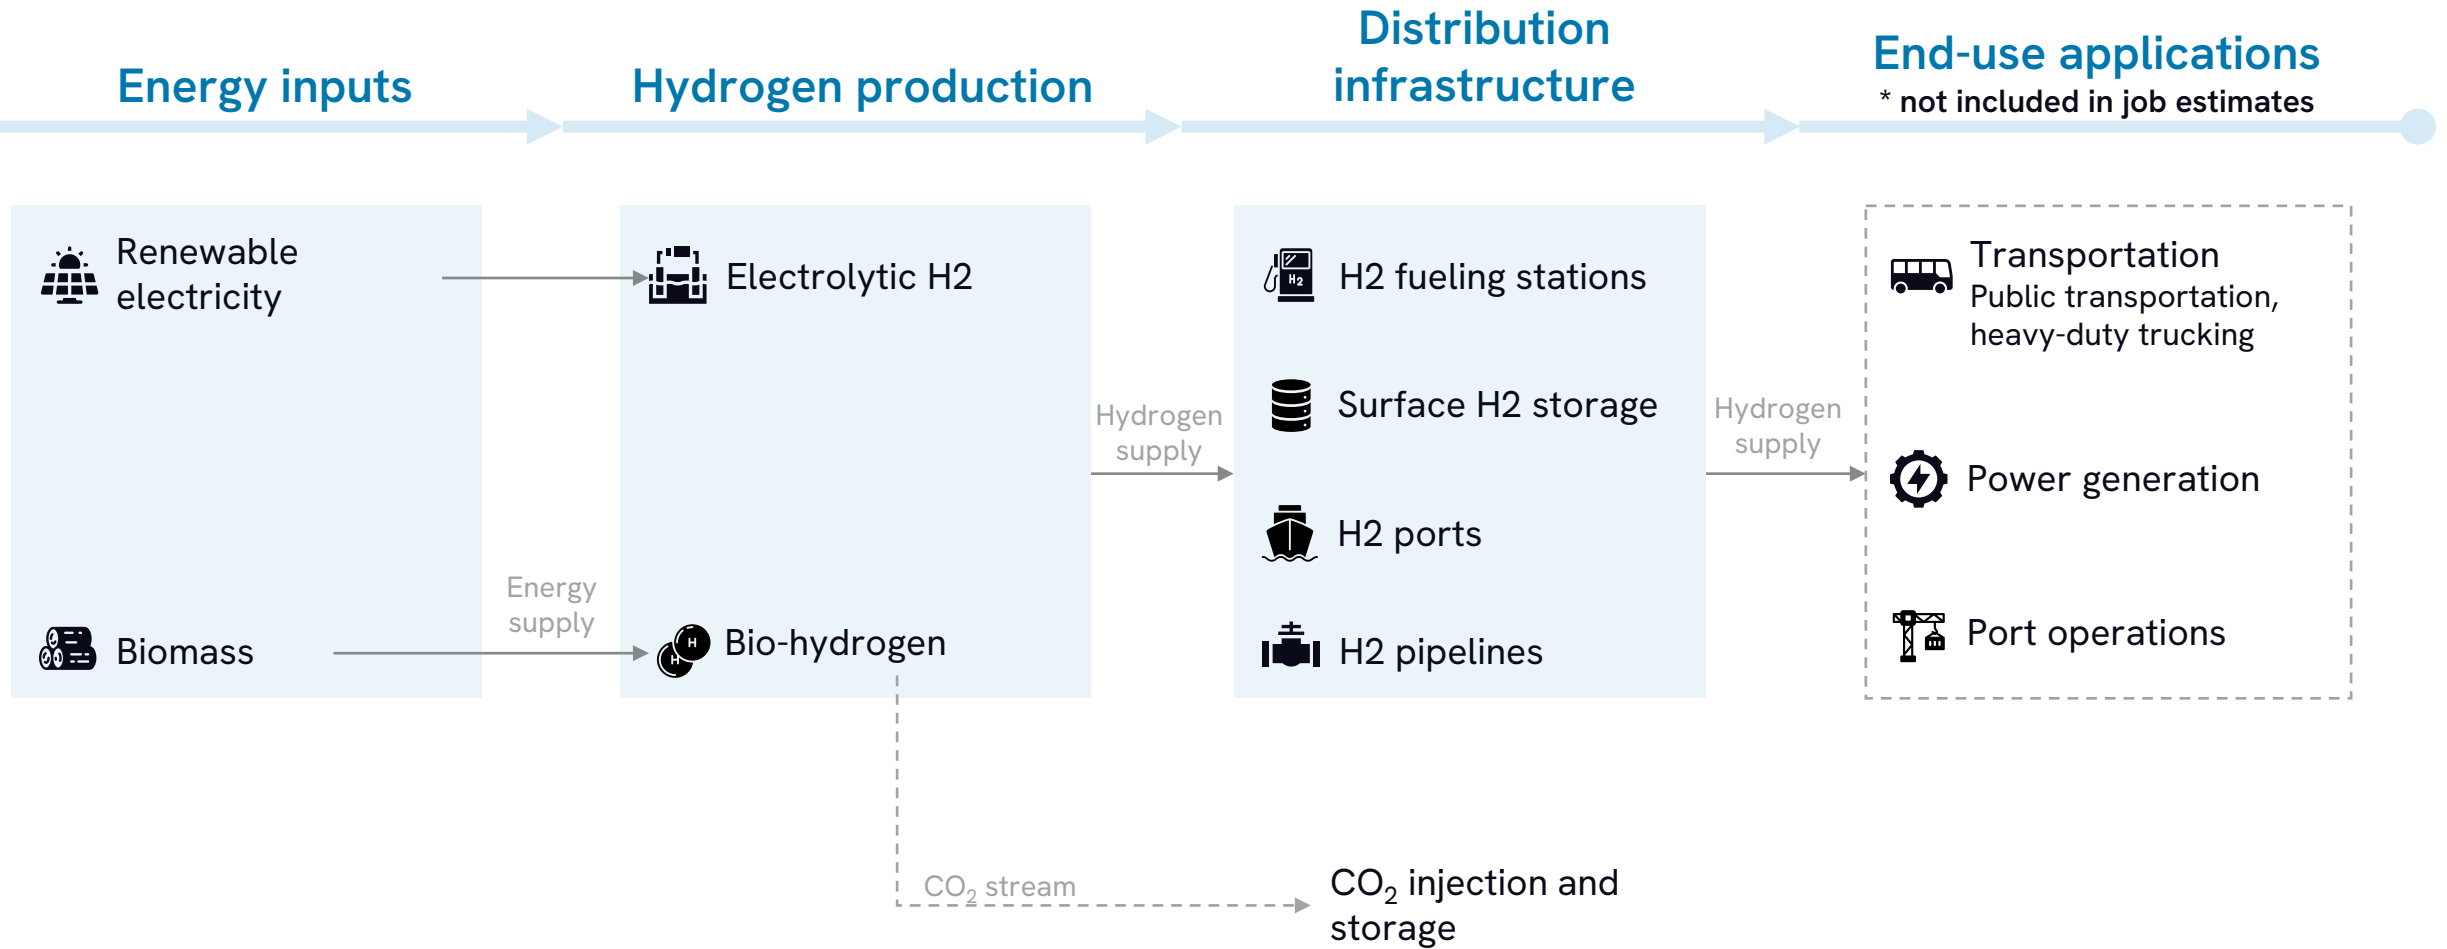 Energy inputs
Hydrogen production
Distribution
infrastructure
End-use applications
* not included in job estimates
Renewable
electricity
Biomass
Energy
supply
Electrolytic H2
Bio-hydrogen
H
H
Hydrogen
supply
H2
H2 fueling stations
Surface H2 storage
H2 ports
H2 pipelines
Hydrogen
supply
Transportation
Public transportation,
heavy-duty trucking
Power generation
Port operations
CO₂ stream
CO₂ injection and
storage